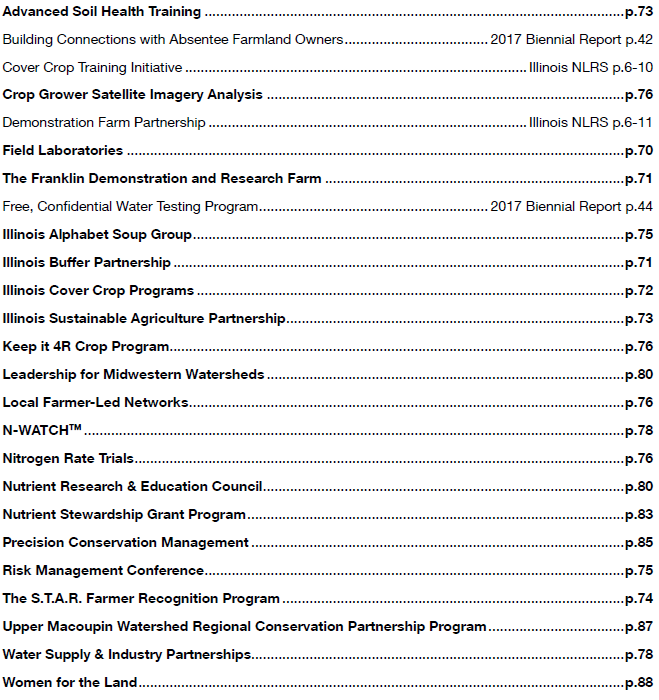 Advanced Soil Health Training ........ p.73
Building Connections with Absentee Farmland Owners ........ 2017 Biennial Report p.42
Cover Crop Training Initiative ........ Illinois NLRS p.6-10
Crop Grower Satellite Imagery Analysis ........ p.76
Demonstration Farm Partnership ........ Illinois NLRS p.6-11
Field Laboratories ........ p.70
The Franklin Demonstration and Research Farm ........ p.71
Free, Confidential Water Testing Program ........ 2017 Biennial Report p.44
Illinois Alphabet Soup Group ........ p.75
Illinois Buffer Partnership ........ p.71
Illinois Cover Crop Programs ........ p.72
Illinois Sustainable Agriculture Partnership ........ p.73
Keep it 4R Crop Program ........ p.76
Leadership for Midwestern Watersheds ........ p.80
Local Farmer-Led Networks ........ p.76
N-WATCH™ ........ p.78
Nitrogen Rate Trials ........ p.76
Nutrient Research & Education Council ........ p.80
Nutrient Stewardship Grant Program ........ p.83
Precision Conservation Management ........ p.85
Risk Management Conference ........ p.75
The S.T.A.R. Farmer Recognition Program ........ p.74
Upper Macoupin Watershed Regional Conservation Partnership Program ........ p.87
Water Supply & Industry Partnerships ........ p.78
Women for the Land ........ p.88